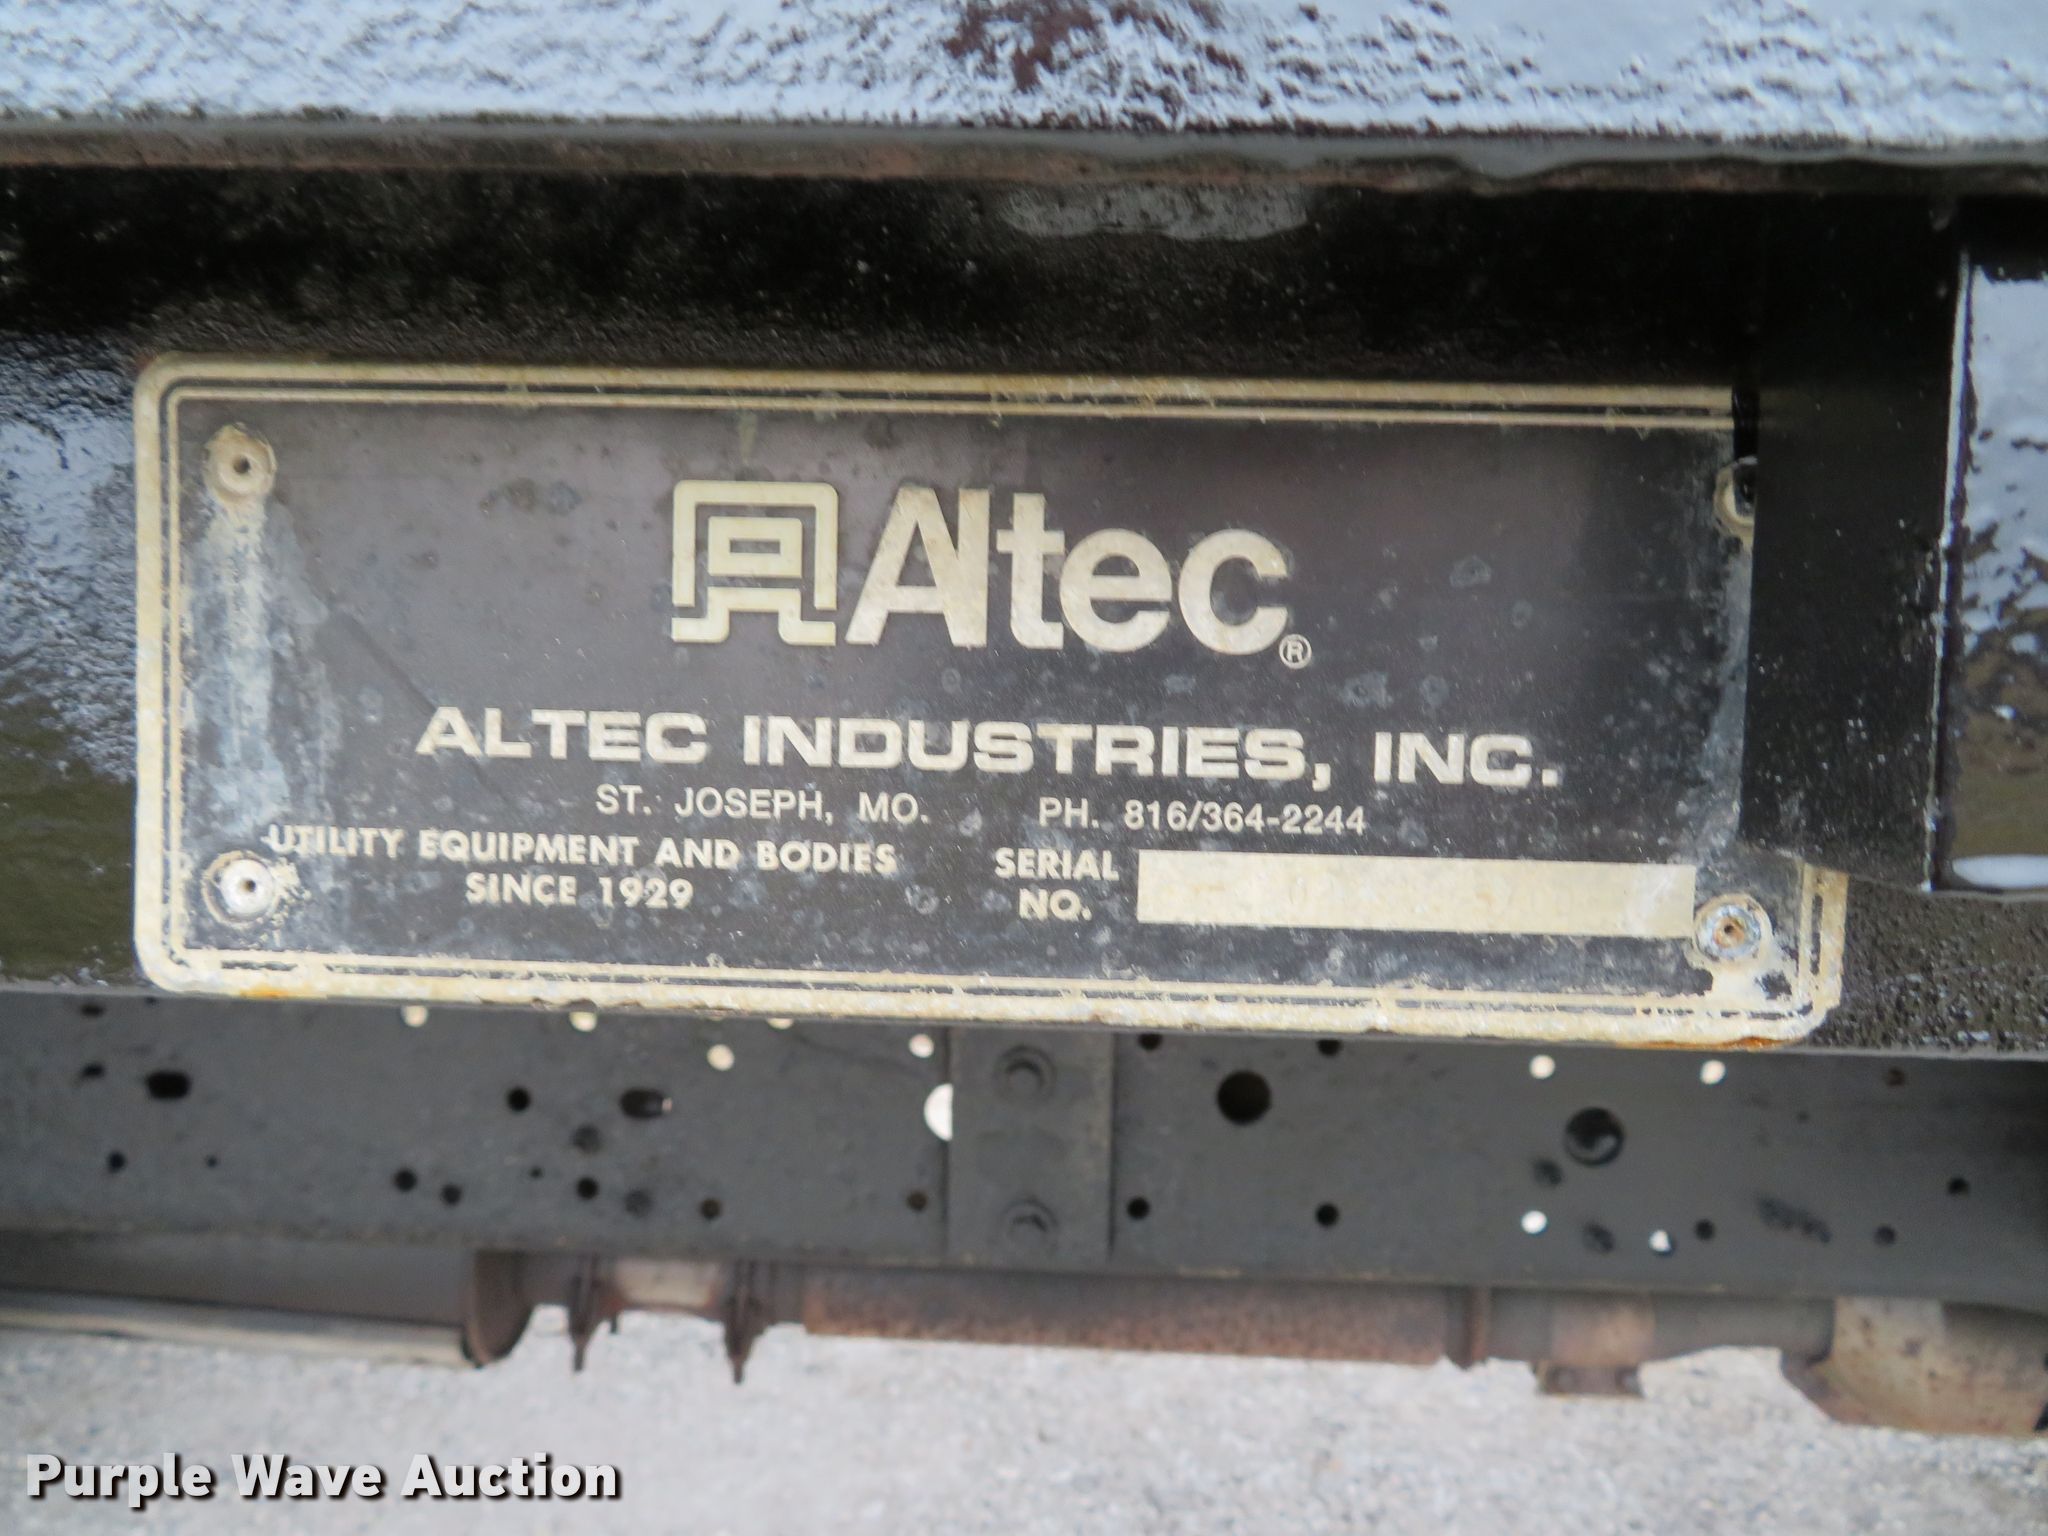 Altec®
ALTEC INDUSTRIES, INC.
ST. JOSEPH, MO. PH. 816/364-2244
UTILITY EQUIPMENT AND BODIES
SINCE 1929
SERIAL
NO.
Purple Wave Auction